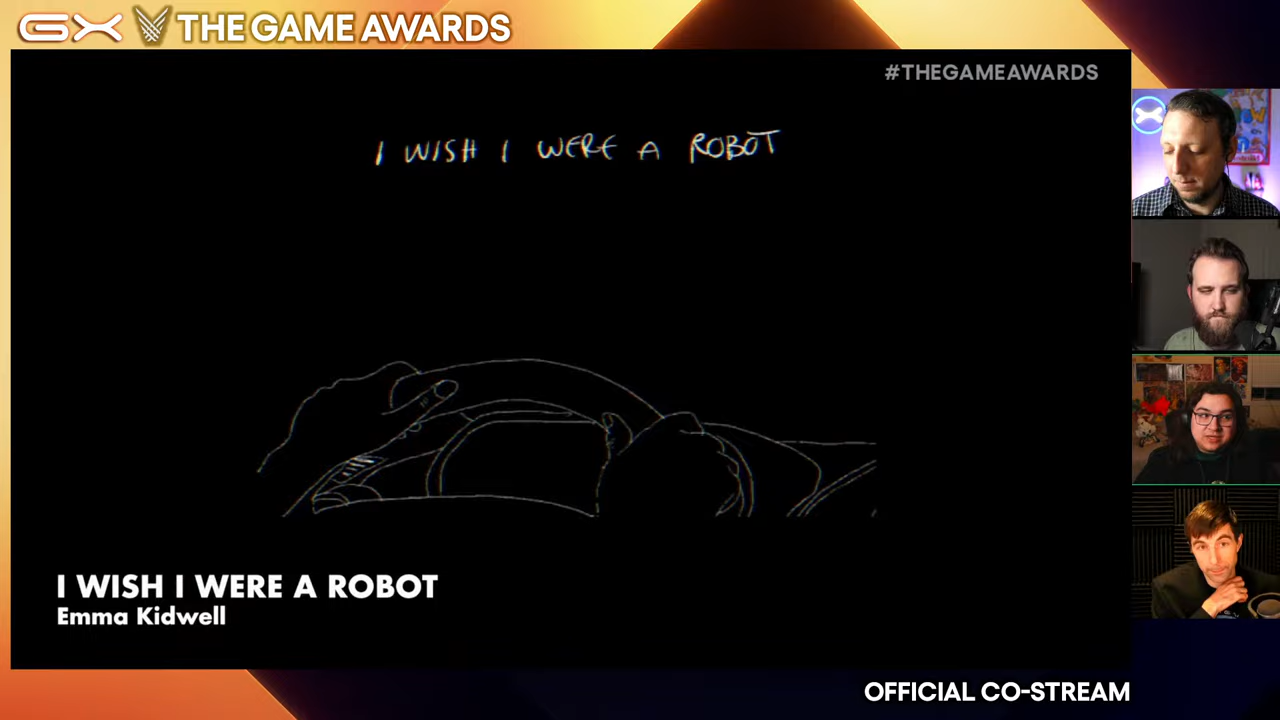 GX THE GAME AWARDS
#THEGAMEAWARDS
I WISH I WERE A ROBOT
I WISH I WERE A ROBOT
Emma Kidwell
OFFICIAL CO-STREAM